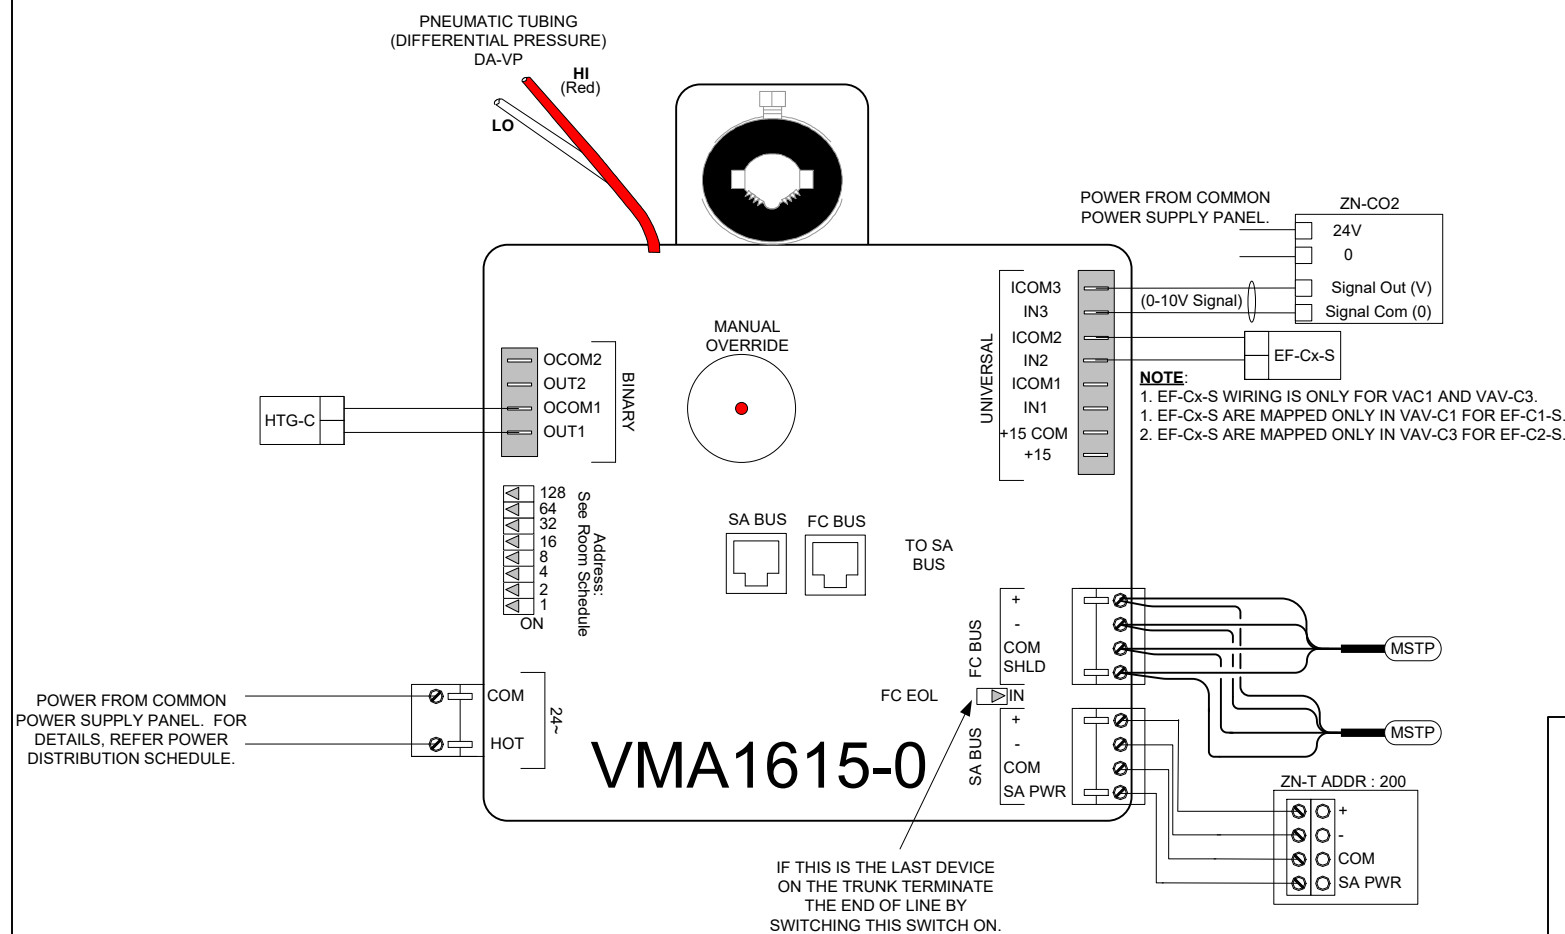 PNEUMATIC TUBING
(DIFFERENTIAL PRESSURE)
DA-VP
HI
(Red)
LO
POWER FROM COMMON
POWER SUPPLY PANEL.
ZN-CO2
24V
0
Signal Out (V)
Signal Com (0)
(0-10V Signal)
EF-Cx-S
NOTE:
1. EF-Cx-S WIRING IS ONLY FOR VAC1 AND VAV-C3.
1. EF-Cx-S ARE MAPPED ONLY IN VAV-C1 FOR EF-C1-S.
2. EF-Cx-S ARE MAPPED ONLY IN VAV-C3 FOR EF-C2-S.
UNIVERSAL
ICOM3
IN3
ICOM2
IN2
ICOM1
IN1
+15 COM
+15
MANUAL
OVERRIDE
OCOM2
OUT2
OCOM1
OUT1
BINARY
HTG-C
128
64
32
16
8
4
2
1
ON
Address:
See Room Schedule
SA BUS
FC BUS
TO SA
BUS
FC BUS
+
-
COM
SHLD
FC EOL
IN
SA BUS
+
-
COM
SA PWR
MSTP
MSTP
POWER FROM COMMON
POWER SUPPLY PANEL. FOR
DETAILS, REFER POWER
DISTRIBUTION SCHEDULE.
COM
HOT
24~
VMA1615-0
ZN-T ADDR : 200
+
-
COM
SA PWR
IF THIS IS THE LAST DEVICE
ON THE TRUNK TERMINATE
THE END OF LINE BY
SWITCHING THIS SWITCH ON.